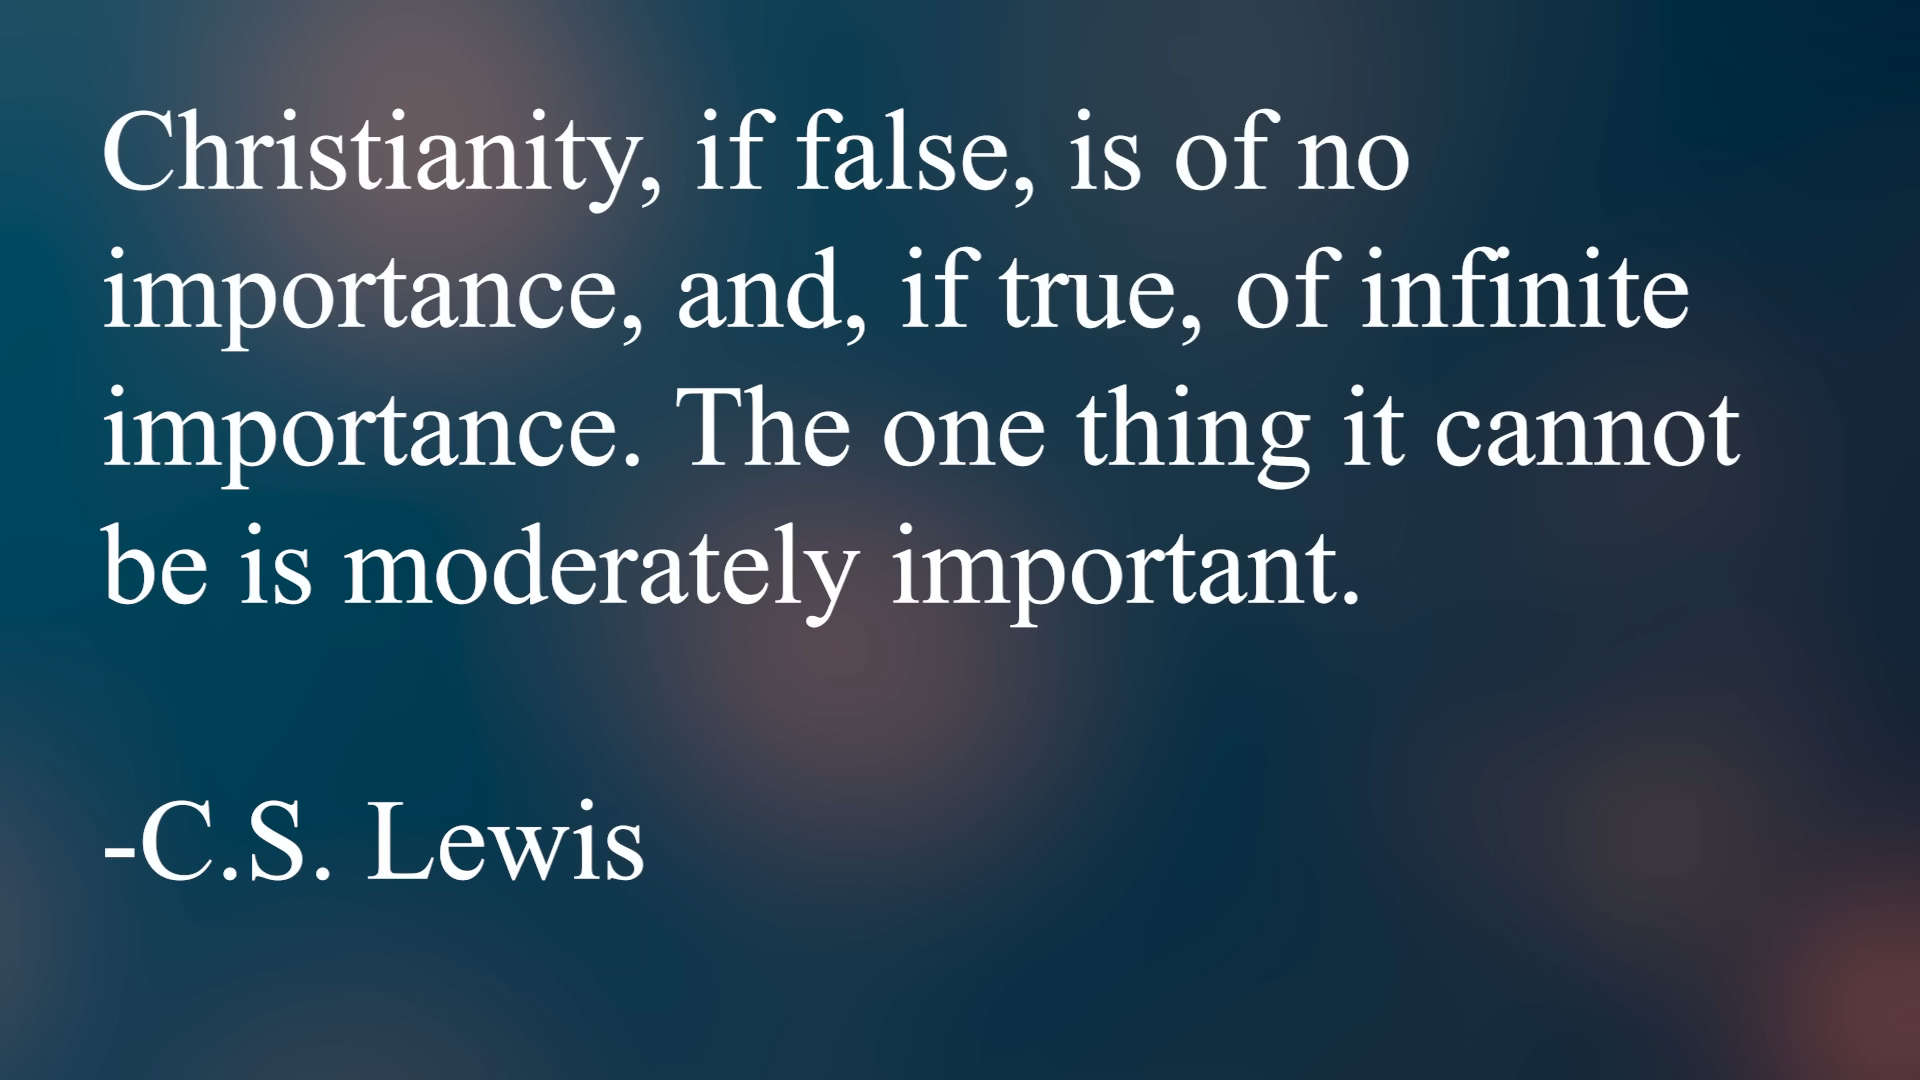 Christianity, if false, is of no
importance, and, if true, of infinite
importance. The one thing it cannot
be is moderately important.
-C.S. Lewis